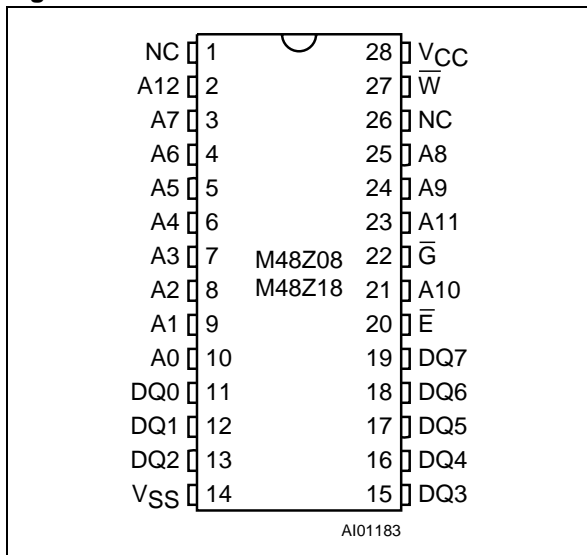 NC 1 28 VCC
A12 2 27 W̅
A7 3 26 NC
A6 4 25 A8
A5 5 24 A9
A4 6 23 A11
A3 7 M48Z08 22 G̅
A2 8 M48Z18 21 A10
A1 9 20 E̅
A0 10 19 DQ7
DQ0 11 18 DQ6
DQ1 12 17 DQ5
DQ2 13 16 DQ4
VSS 14 15 DQ3
AI01183